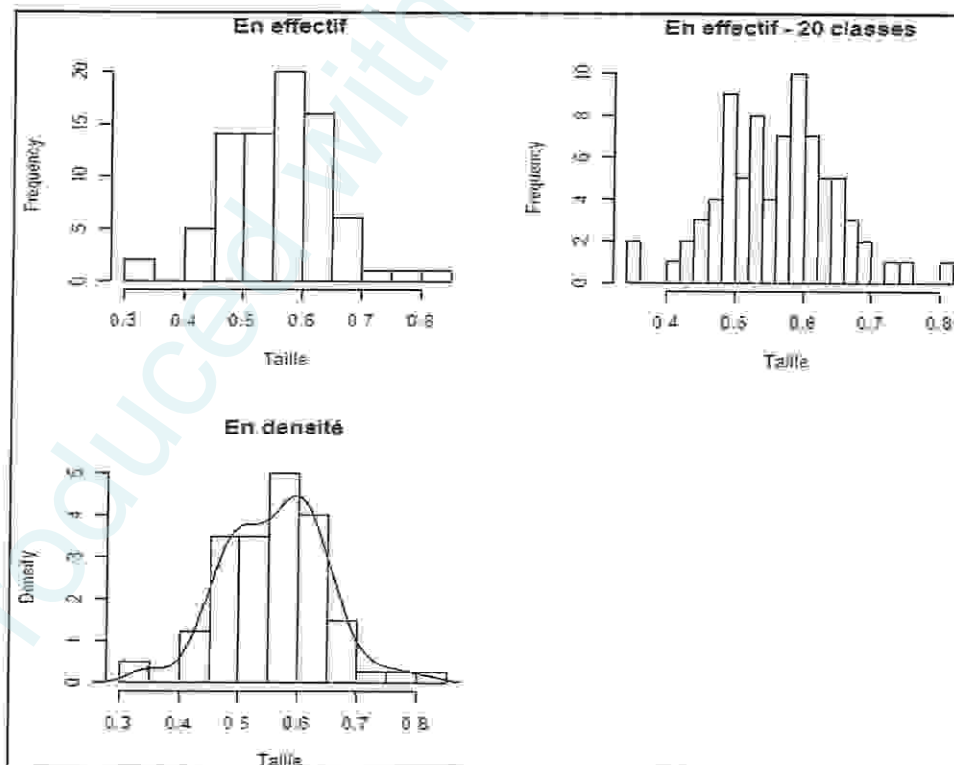 En effectif
Frequency
0 5 10 15 20
0.3 0.4 0.5 0.6 0.7 0.8
Taille
En effectif - 20 classes
Frequency
0 2 4 6 8 10
0.4 0.5 0.6 0.7 0.8
Taille
En densité
Density
0 1 2 3 4 5
0.3 0.4 0.5 0.6 0.7 0.8
Taille
roduced with